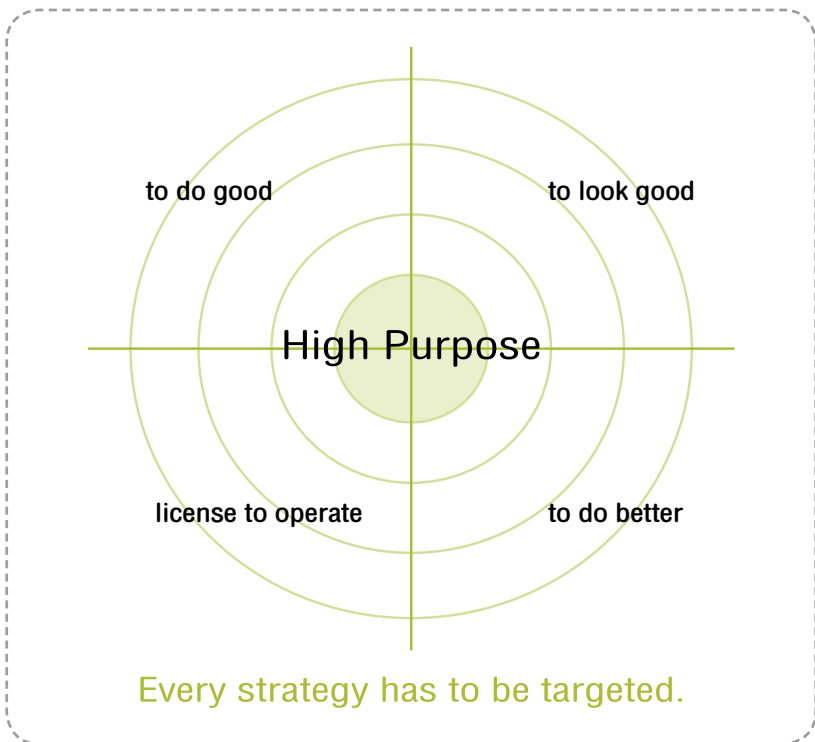 to do good
to look good
High Purpose
license to operate
to do better
Every strategy has to be targeted.